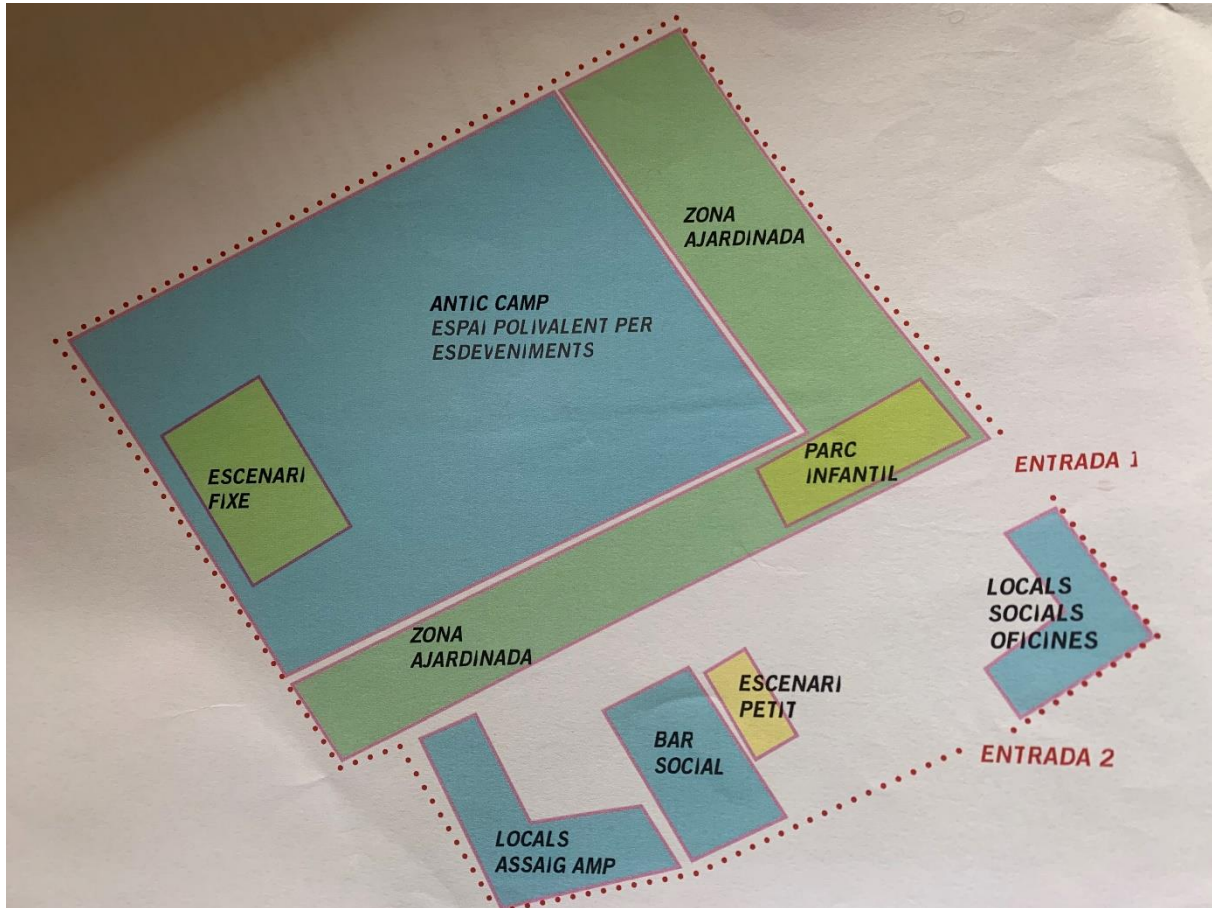 ZONA
AJARDINADA
ANTIC CAMP
ESPAI POLIVALENT PER
ESDEVENIMENTS
ESCENARI
FIXE
PARC
INFANTIL
ENTRADA 1
LOCALS
SOCIALS
OFICINES
ZONA
AJARDINADA
ESCENARI
PETIT
BAR
SOCIAL
ENTRADA 2
LOCALS
ASSAIG AMP